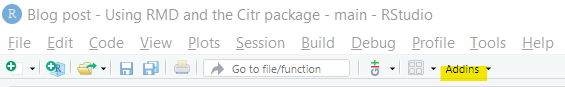 R Blog post - Using RMD and the Citr package - main - RStudio
File Edit Code View Plots Session Build Debug Profile Tools Help
R Go to file/function git Addins